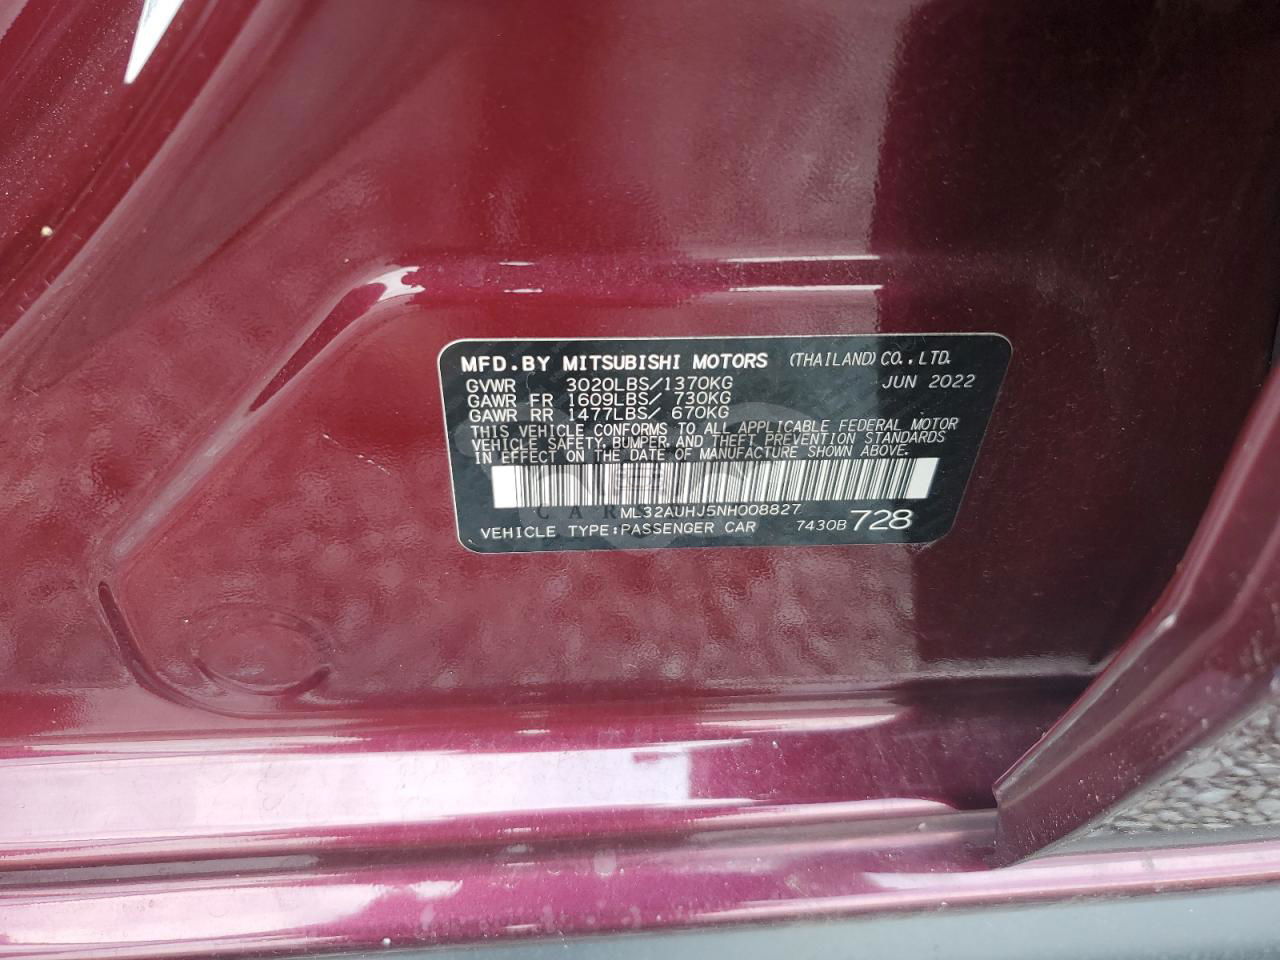 MFD.BY MITSUBISHI MOTORS (THAILAND) CO.,LTD.
GVWR 3020LBS/1370KG JUN 2022
GAWR FR 1609LBS/ 730KG
GAWR RR 1477LBS/ 670KG
THIS VEHICLE CONFORMS TO ALL APPLICABLE FEDERAL MOTOR
VEHICLE SAFETY, BUMPER, AND THEFT PREVENTION STANDARDS
IN EFFECT ON THE DATE OF MANUFACTURE SHOWN ABOVE.
ML32AUHJ5NH008827
VEHICLE TYPE:PASSENGER CAR 7430B 728